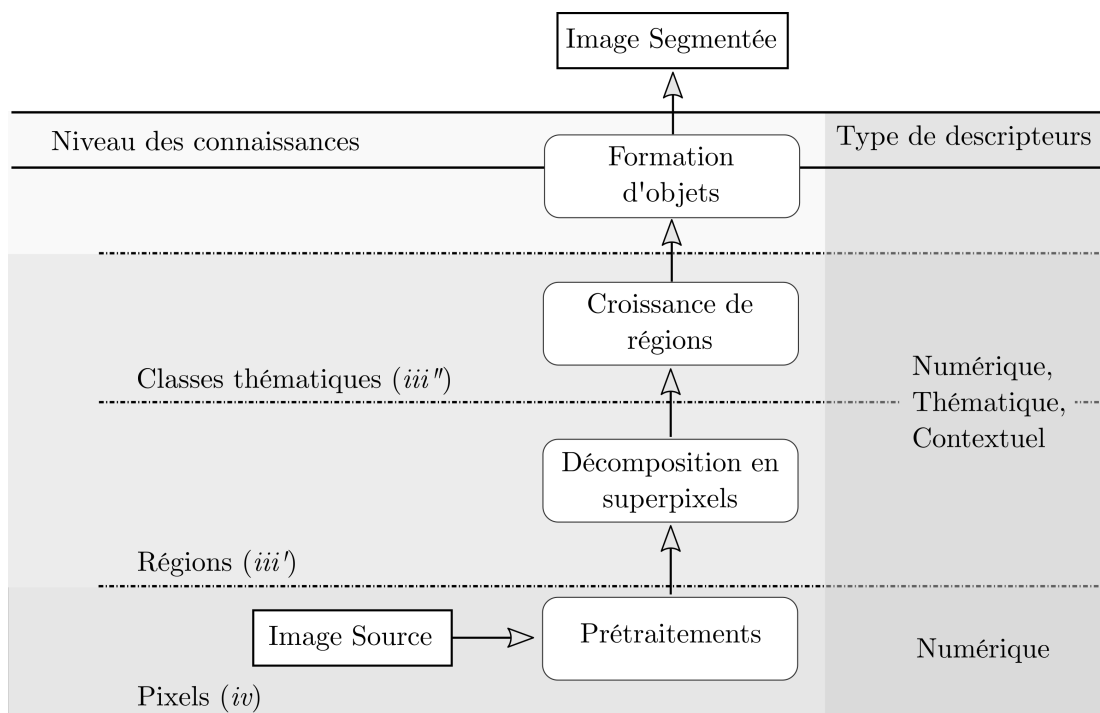 Image Segmentée
Niveau des connaissances
Type de descripteurs
Formation
d'objets
Croissance de
régions
Classes thématiques (iii″)
Numérique,
Thématique,
Contextuel
Décomposition en
superpixels
Régions (iii′)
Image Source
Prétraitements
Numérique
Pixels (iv)